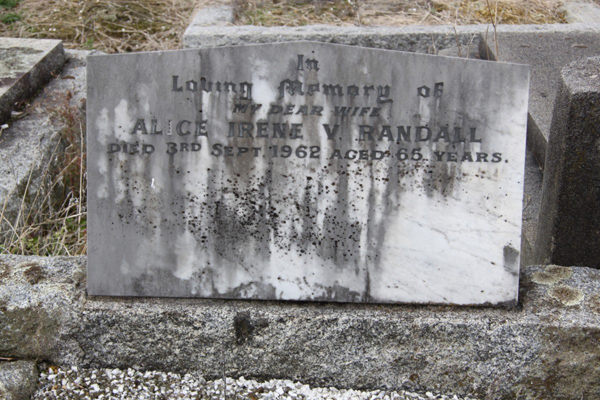 In
Loving Memory of
MY DEAR WIFE
ALICE IRENE V. RANDALL
DIED 3RD SEPT. 1962 AGED 65 YEARS.